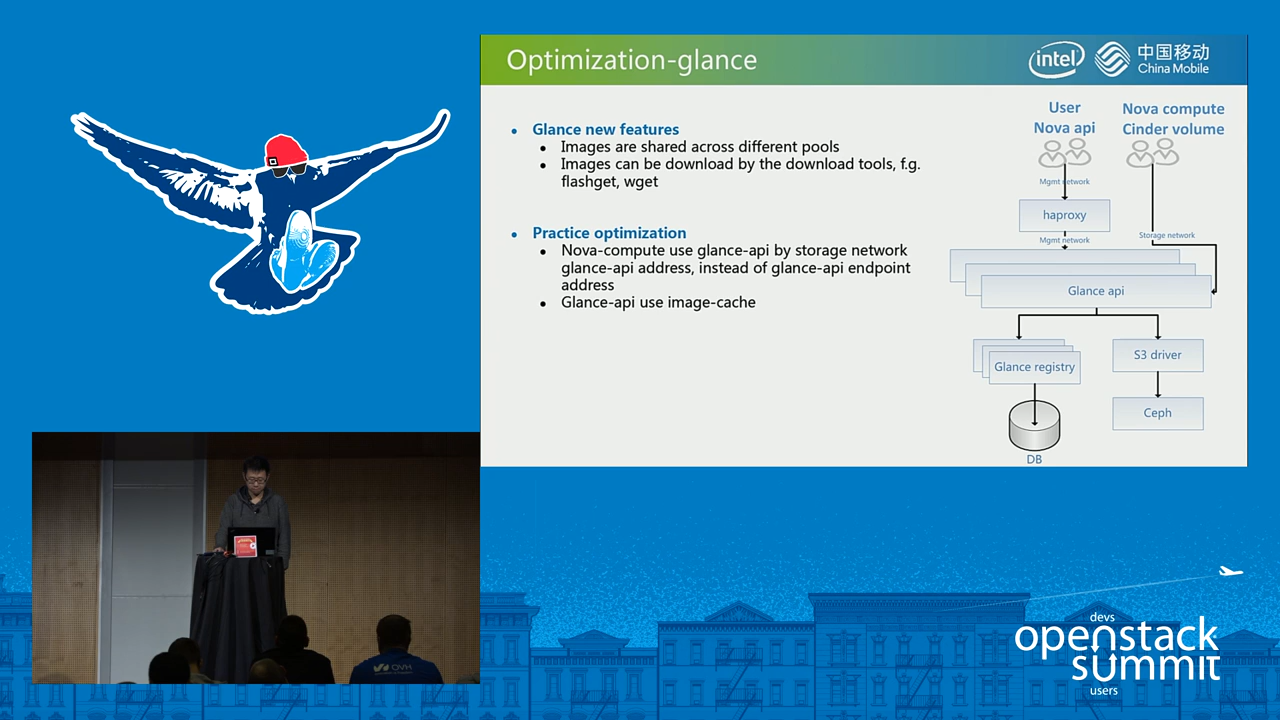 Optimization-glance
intel
中国移动
China Mobile
• Glance new features
• Images are shared across different pools
• Images can be download by the download tools, f.g.
flashget, wget
• Practice optimization
• Nova-compute use glance-api by storage network
glance-api address, instead of glance-api endpoint
address
• Glance-api use image-cache
User
Nova api
Nova compute
Cinder volume
Mgmt network
haproxy
Mgmt network
Storage network
Glance api
Glance registry
S3 driver
Ceph
DB
OVH
devs
openstack
summit
users